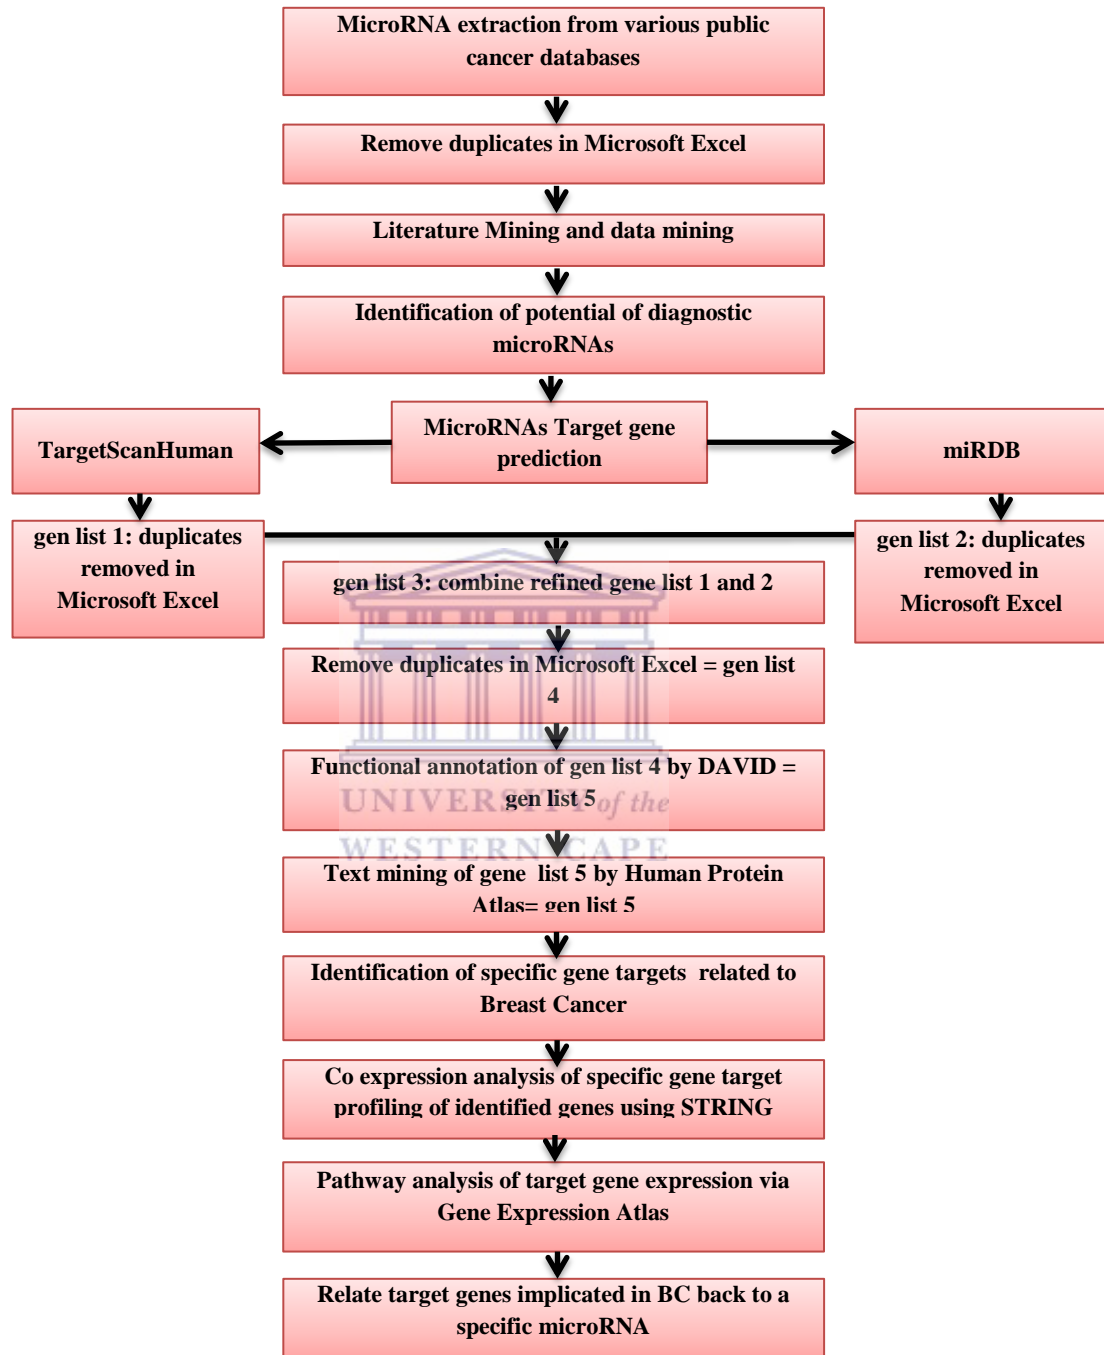 MicroRNA extraction from various public
cancer databases
Remove duplicates in Microsoft Excel
Literature Mining and data mining
Identification of potential of diagnostic
microRNAs
MicroRNAs Target gene
prediction
TargetScanHuman
miRDB
gen list 1: duplicates
removed in
Microsoft Excel
gen list 2: duplicates
removed in
Microsoft Excel
gen list 3: combine refined gene list 1 and 2
Remove duplicates in Microsoft Excel = gen list
4
Functional annotation of gen list 4 by DAVID =
gen list 5
UNIVERSITY of the
WESTERN CAPE
Text mining of gene list 5 by Human Protein
Atlas= gen list 5
Identification of specific gene targets related to
Breast Cancer
Co expression analysis of specific gene target
profiling of identified genes using STRING
Pathway analysis of target gene expression via
Gene Expression Atlas
Relate target genes implicated in BC back to a
specific microRNA